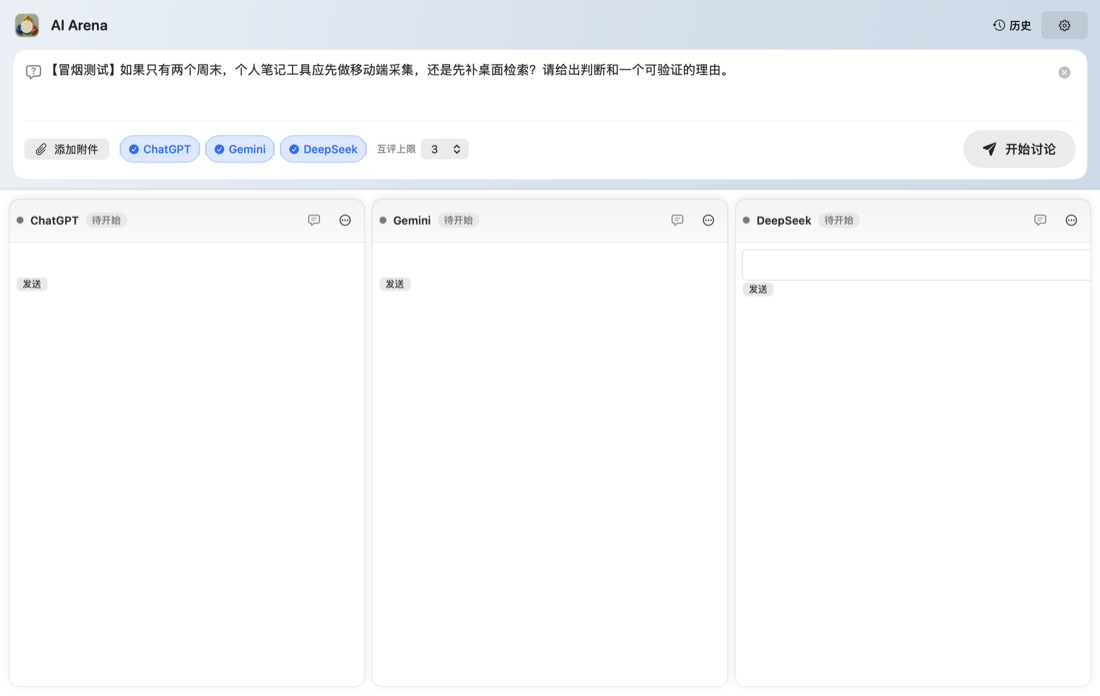 AI Arena
历史
【冒烟测试】如果只有两个周末，个人笔记工具应先做移动端采集，还是先补桌面检索？请给出判断和一个可验证的理由。
添加附件 ChatGPT Gemini DeepSeek 互评上限 3 开始讨论
ChatGPT 待开始
发送
Gemini 待开始
发送
DeepSeek 待开始
发送